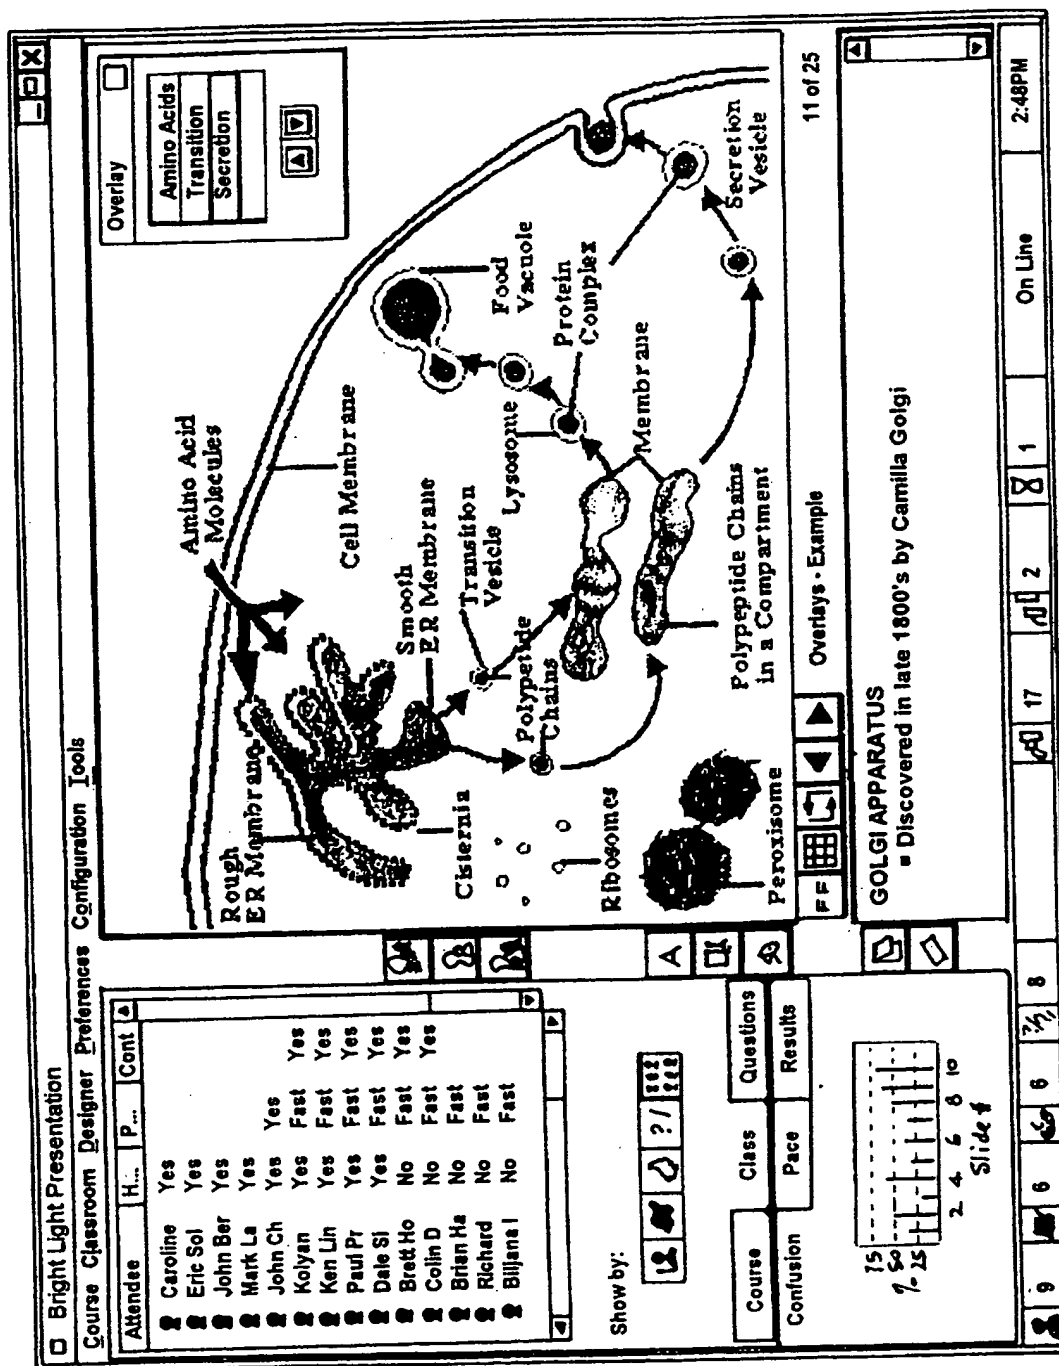 Bright Light Presentation
Course Classroom Designer Preferences Configuration Tools
Attendee H... P... Cont
Caroline Yes
Eric Sol Yes
John Ber Yes
Mark La Yes
John Ch Yes Yes
Kolyan Yes Fast Yes
Ken Lin Yes Fast Yes
Paul Pr Yes Fast Yes
Dale Si Yes Fast Yes
Brett Ho No Fast Yes
Colin D No Fast Yes
Brian Ha No Fast
Richard No Fast
Biljana I No Fast
Show by:
? /
Course Class Questions
Confusion Pace Results
75
% 50
25
2 4 6 8 10
Slide #
A
Overlay
Amino Acids
Transition
Secretion
Amino Acid
Molecules
Rough
ER Membrane
Cell Membrane
Cisternia
Smooth
ER Membrane
Transition
Vesicle
Polypetide
Chains
Ribosomes
Peroxisome
Lysosome
Food
Vacuole
Protein
Complex
Membrane
Polypeptide Chains
in a Compartment
Secretion
Vesicle
FF
Overlays - Example
11 of 25
GOLGI APPARATUS
Discovered in late 1800's by Camilla Golgi
9 6 6 8 17 2 1 On Line 2:48PM